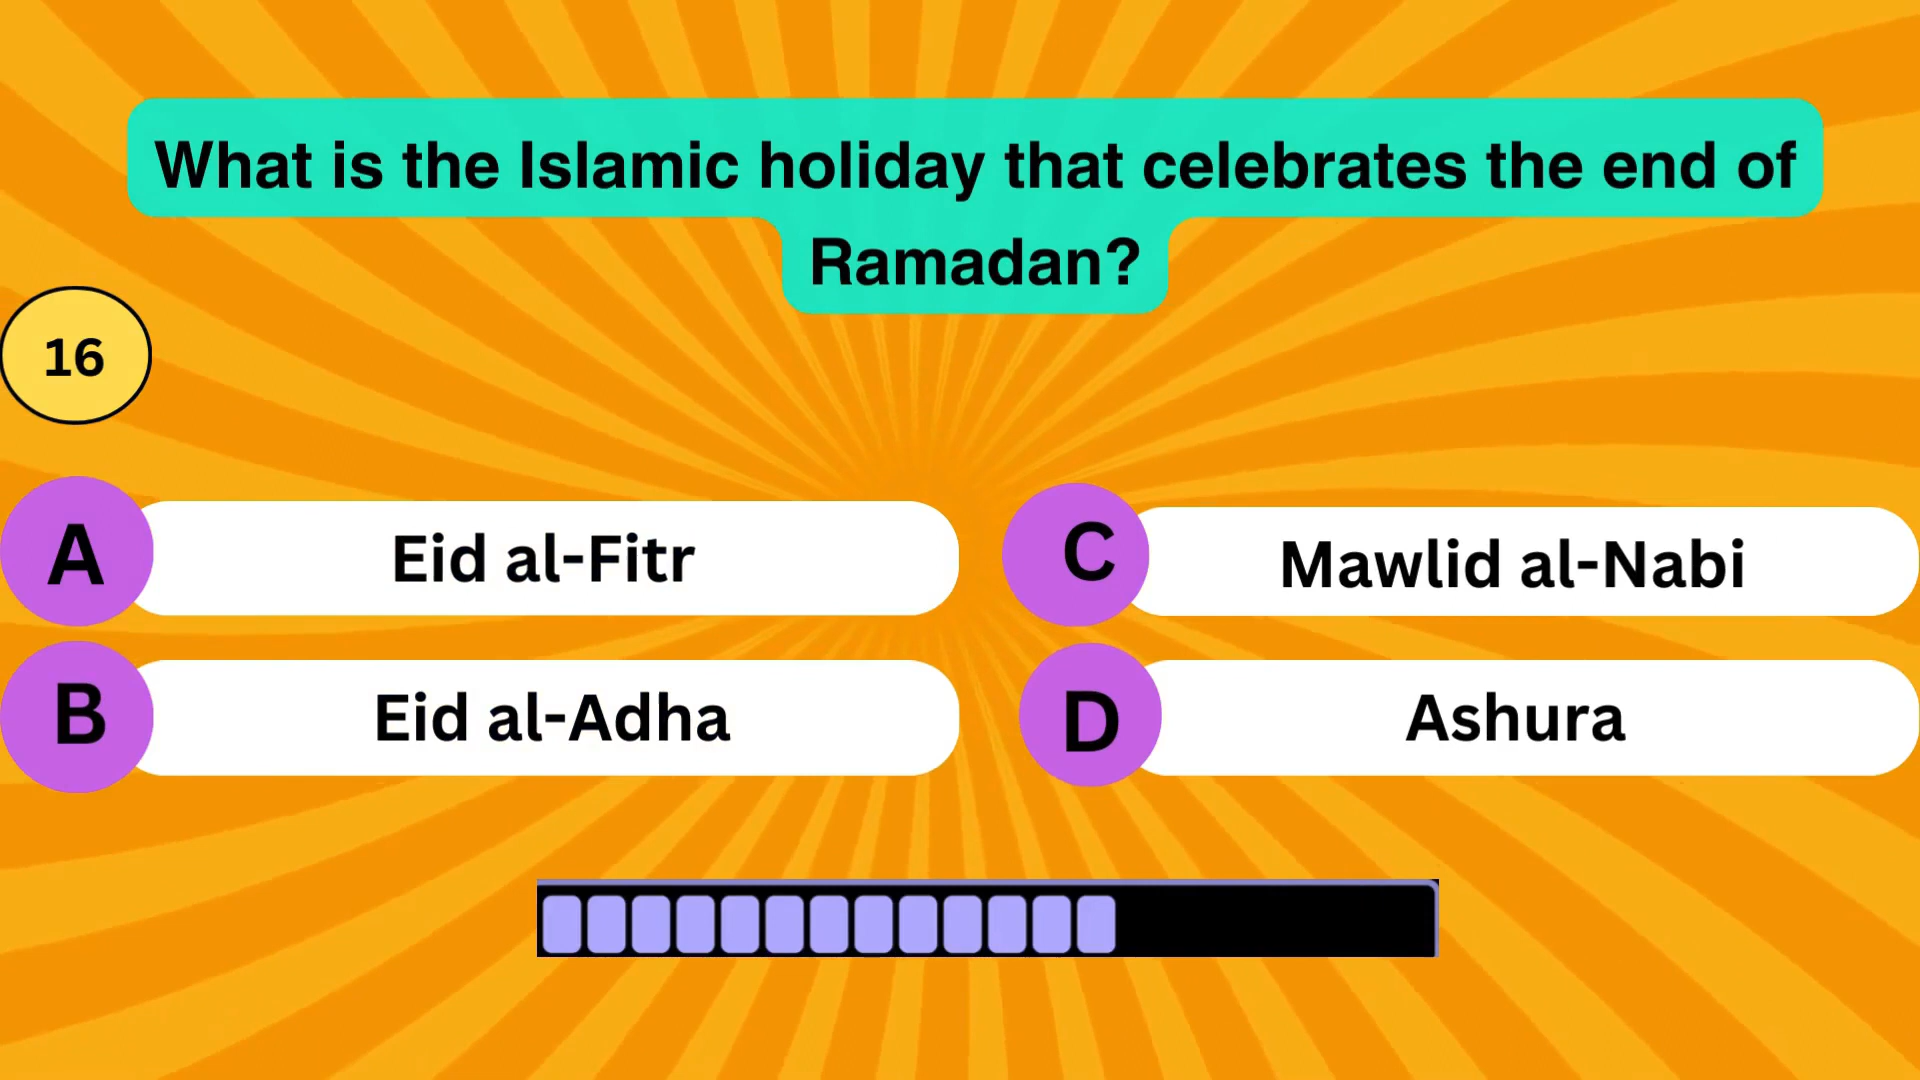 What is the Islamic holiday that celebrates the end of
Ramadan?
16
A
Eid al-Fitr
B
Eid al-Adha
C
Mawlid al-Nabi
D
Ashura